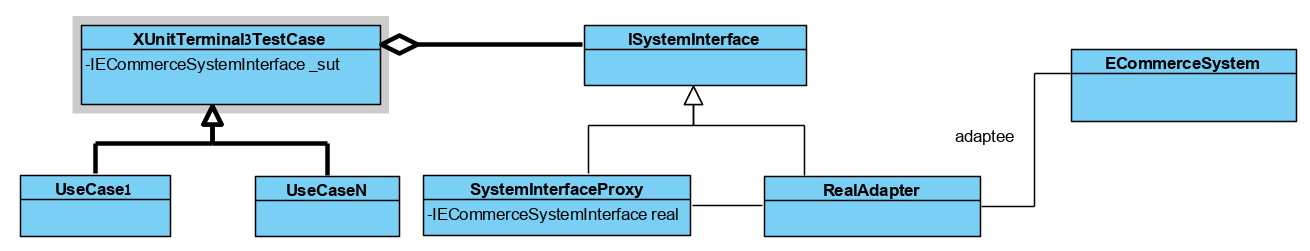 XUnitTerminal3TestCase
-IECommerceSystemInterface _sut
ISystemInterface
ECommerceSystem
adaptee
UseCase1
UseCaseN
SystemInterfaceProxy
-IECommerceSystemInterface real
RealAdapter